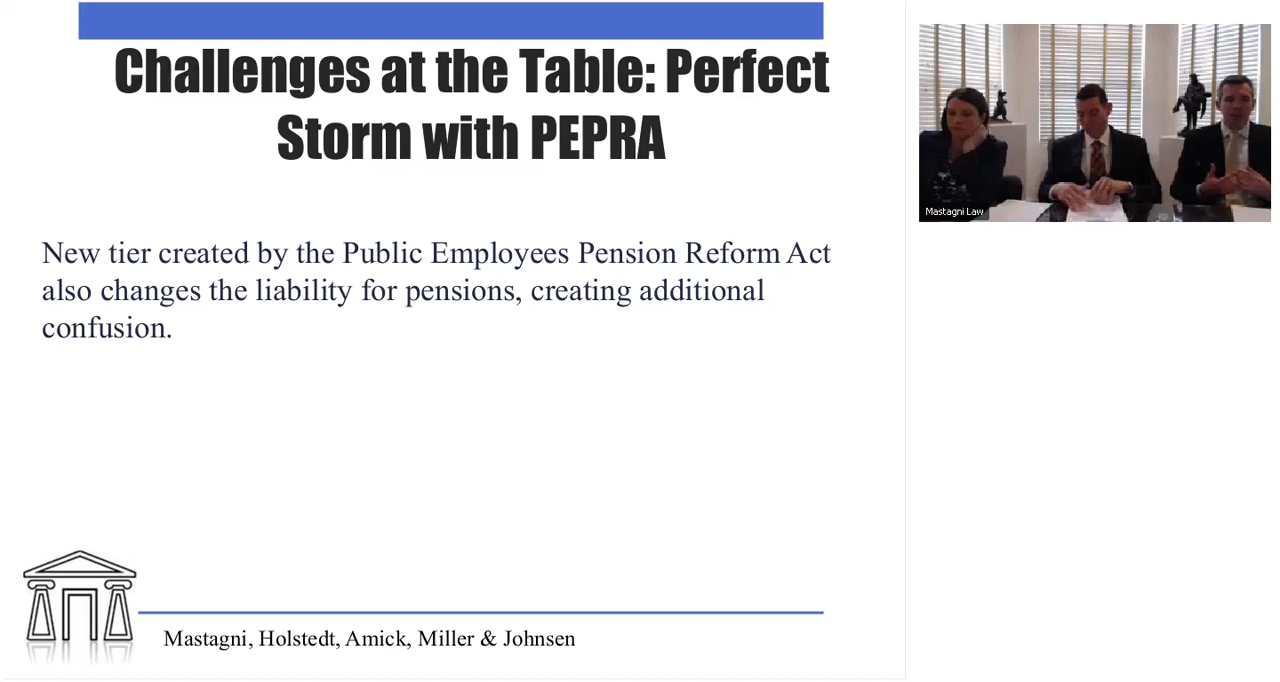 Challenges at the Table: Perfect
Storm with PEPRA
New tier created by the Public Employees Pension Reform Act
also changes the liability for pensions, creating additional
confusion.
Mastagni, Holstedt, Amick, Miller & Johnsen
Mastagni Law